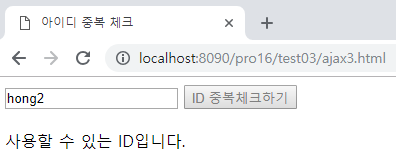 아이디 중복 체크
localhost:8090/pro16/test03/ajax3.html
hong2 ID 중복체크하기
사용할 수 있는 ID입니다.